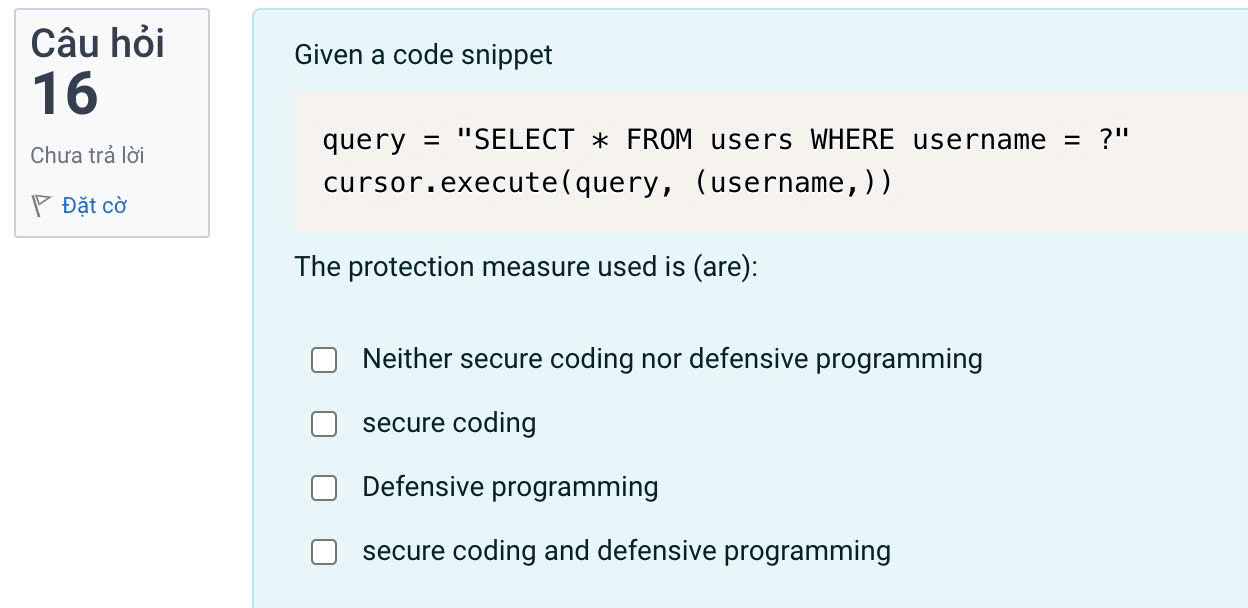 Câu hỏi
16
Chưa trả lời
Đặt cờ
Given a code snippet
query = "SELECT * FROM users WHERE username = ?"
cursor.execute(query, (username,))
The protection measure used is (are):
Neither secure coding nor defensive programming
secure coding
Defensive programming
secure coding and defensive programming